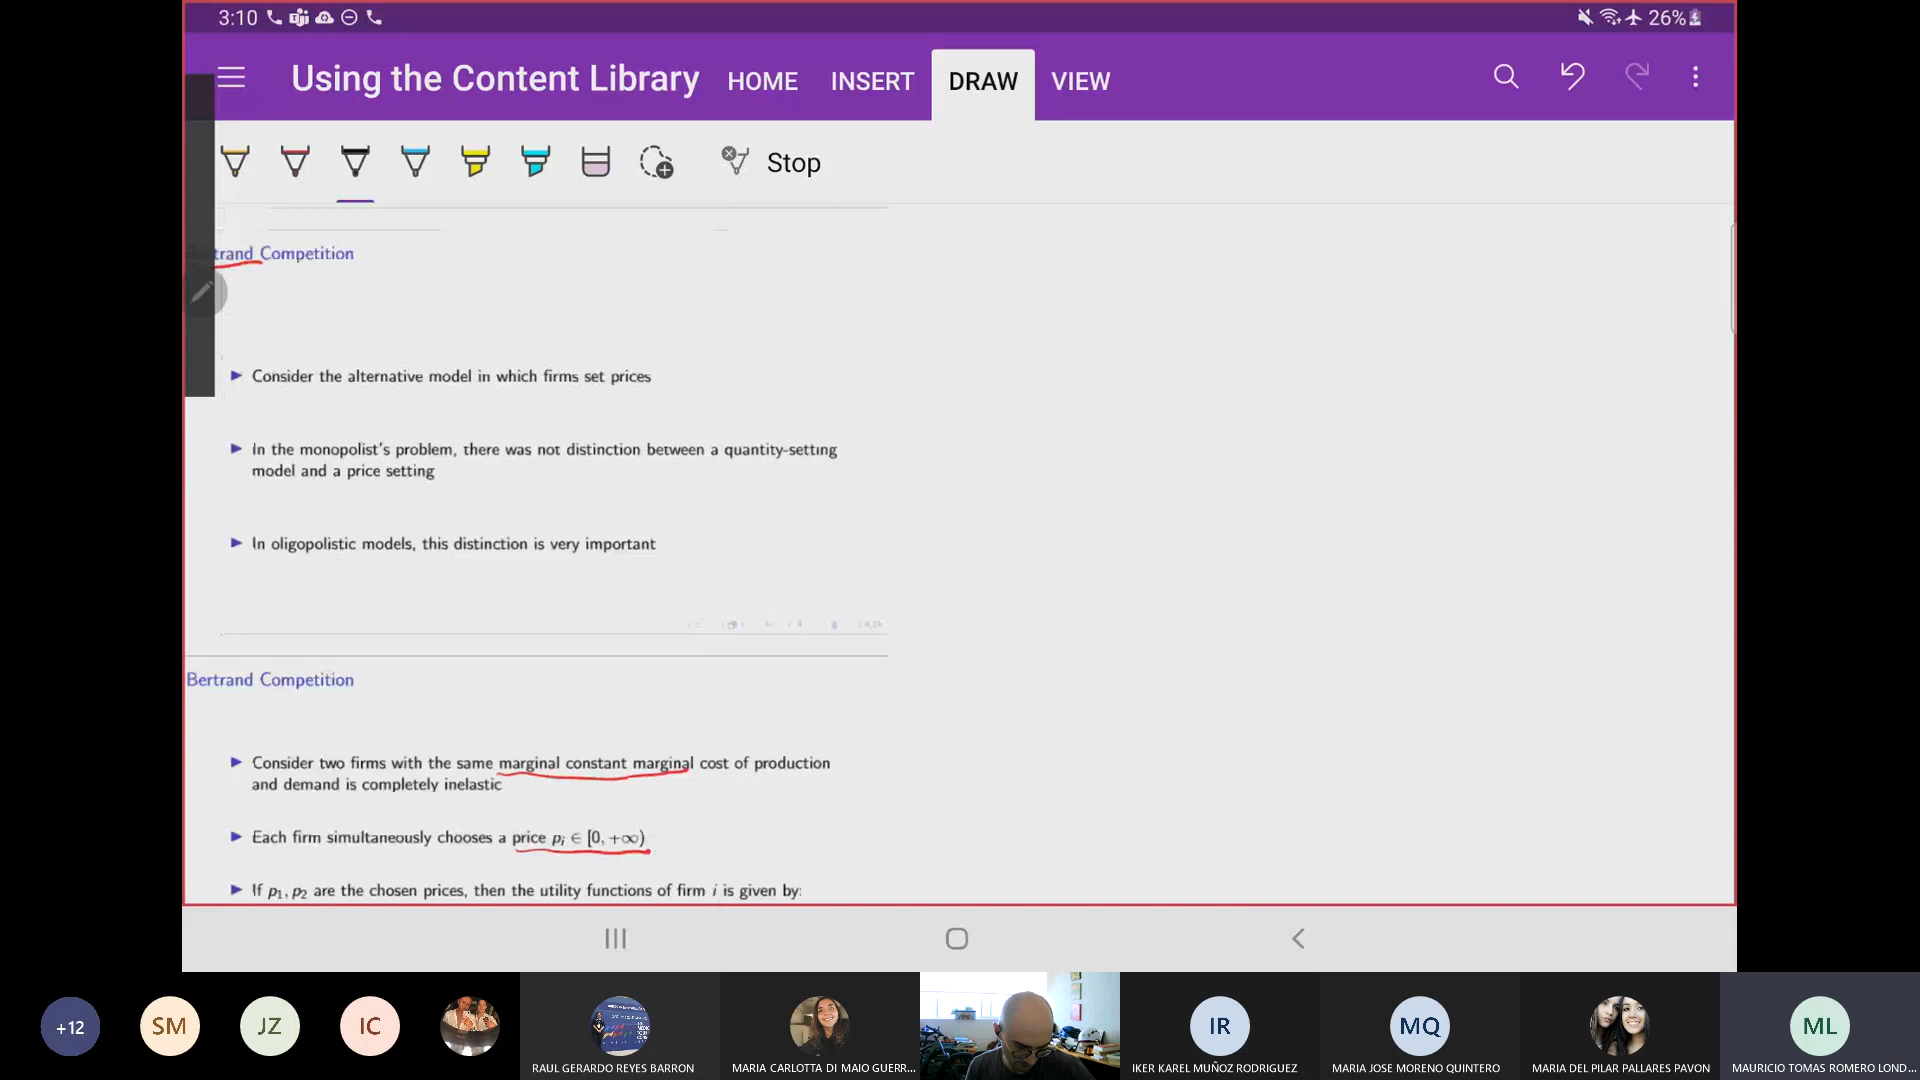 3:10
26%
Using the Content Library HOME INSERT DRAW VIEW
Stop
trand Competition
Consider the alternative model in which firms set prices
In the monopolist's problem, there was not distinction between a quantity-setting
model and a price setting
In oligopolistic models, this distinction is very important
Bertrand Competition
Consider two firms with the same marginal constant marginal cost of production
and demand is completely inelastic
Each firm simultaneously chooses a price pᵢ ∈ [0, +∞)
If p₁, p₂ are the chosen prices, then the utility functions of firm i is given by:
+12
SM
JZ
IC
IR
MQ
ML
RAUL GERARDO REYES BARRON
MARIA CARLOTTA DI MAIO GUERR...
IKER KAREL MUÑOZ RODRIGUEZ
MARIA JOSE MORENO QUINTERO
MARIA DEL PILAR PALLARES PAVON
MAURICIO TOMAS ROMERO LOND...